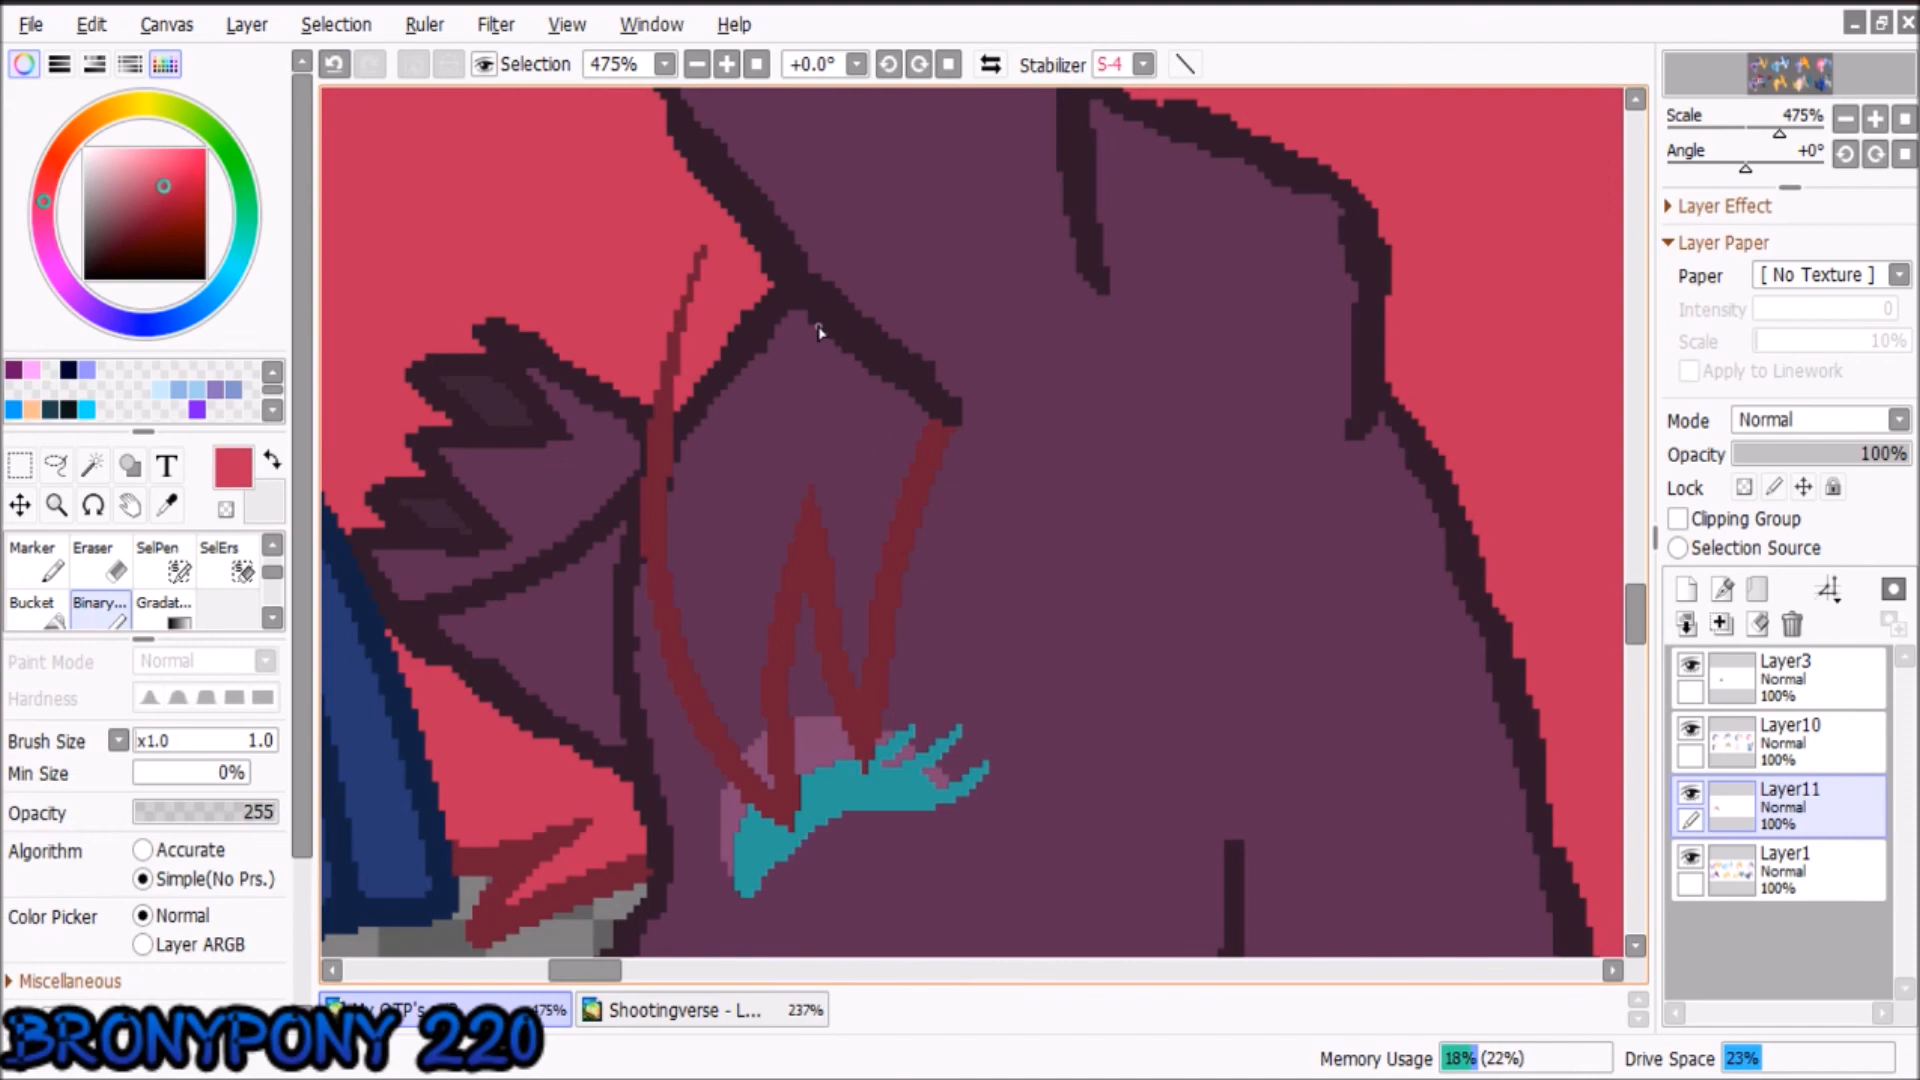 File Edit Canvas Layer Selection Ruler Filter View Window Help
Selection 475% +0.0° Stabilizer S-4
Scale 475%
Angle +0°
Layer Effect
Layer Paper
Paper [ No Texture ]
Intensity 0
Scale 10%
Apply to Linework
Mode Normal
Opacity 100%
Lock
Clipping Group
Selection Source
Layer3
Normal
100%
Layer10
Normal
100%
Layer11
Normal
100%
Layer1
Normal
100%
T
Marker Eraser SelPen SelErs
Bucket Binary... Gradat...
Paint Mode Normal
Hardness
Brush Size x1.0 1.0
Min Size 0%
Opacity 255
Algorithm Accurate
Simple(No Prs.)
Color Picker Normal
Layer ARGB
Miscellaneous
My OTP's 475%
Shootingverse - L... 237%
BRONYPONY 220
Memory Usage 18% (22%) Drive Space 23%